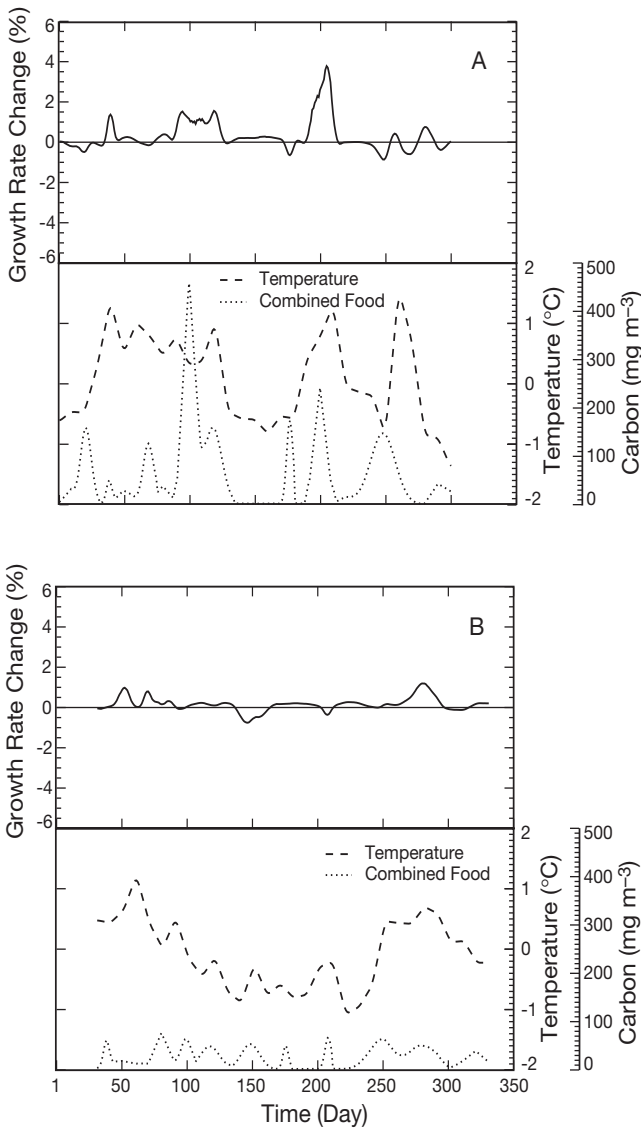 6
4
2
0
-2
-4
-6
Growth Rate Change (%)
A
Temperature
Combined Food
2
1
0
-1
-2
Temperature (°C)
500
400
300
200
100
0
Carbon (mg m–3)
6
4
2
0
-2
-4
-6
Growth Rate Change (%)
B
Temperature
Combined Food
2
1
0
-1
-2
Temperature (°C)
500
400
300
200
100
0
Carbon (mg m–3)
1 50 100 150 200 250 300 350
Time (Day)